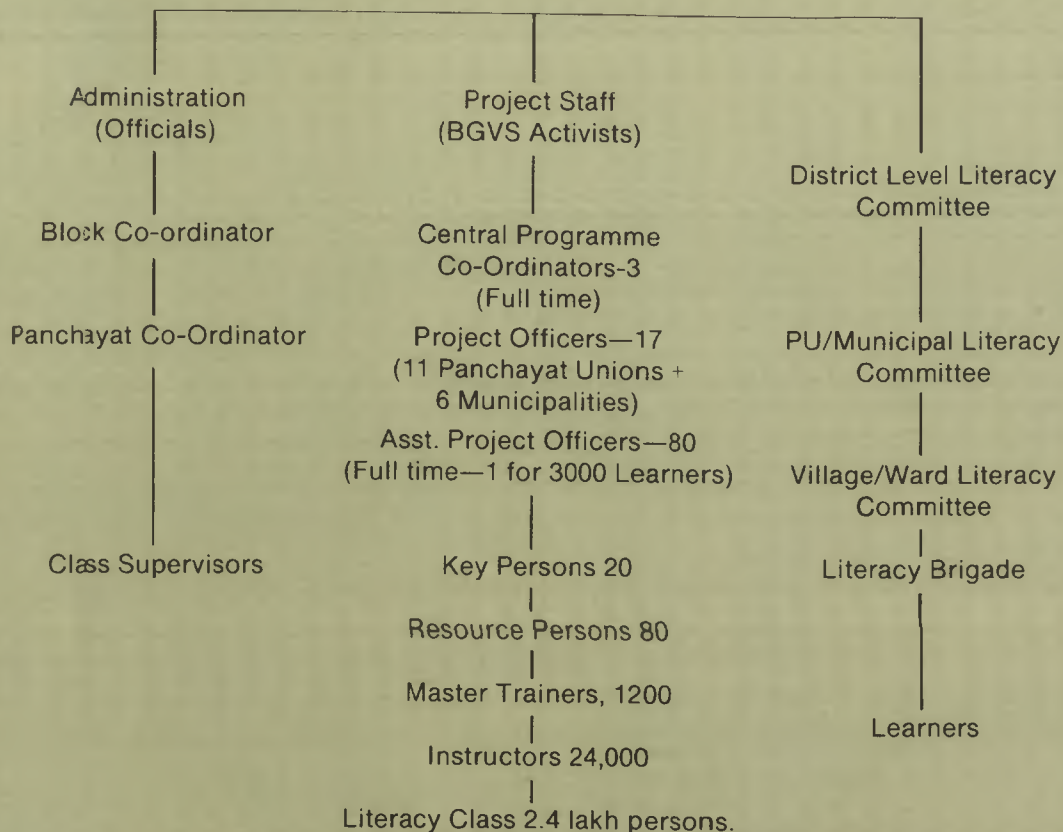 Administration
(Officials)
Block Co-ordinator
Panchayat Co-Ordinator
Class Supervisors
Project Staff
(BGVS Activists)
Central Programme
Co-Ordinators-3
(Full time)
Project Officers—17
(11 Panchayat Unions +
6 Municipalities)
Asst. Project Officers—80
(Full time—1 for 3000 Learners)
Key Persons 20
Resource Persons 80
Master Trainers, 1200
Instructors 24,000
Literacy Class 2.4 lakh persons.
District Level Literacy
Committee
PU/Municipal Literacy
Committee
Village/Ward Literacy
Committee
Literacy Brigade
Learners